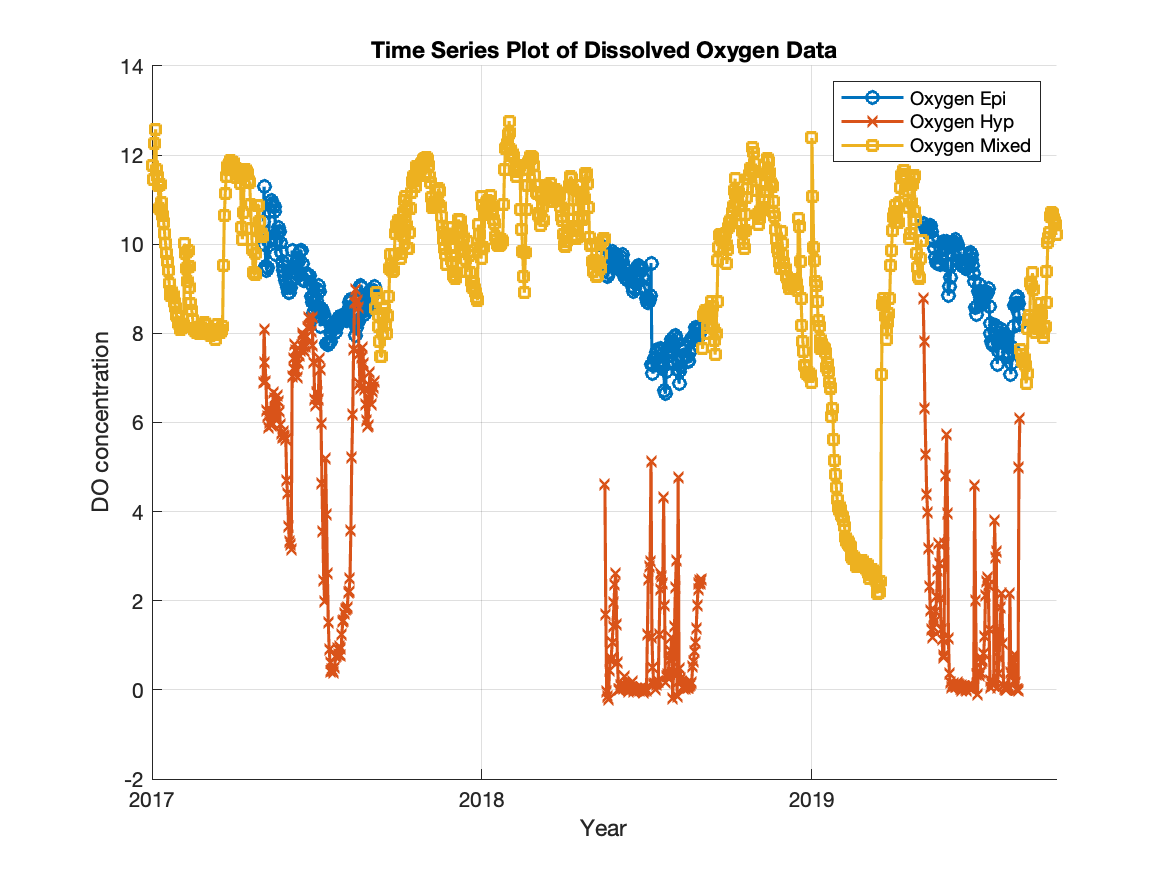 Time Series Plot of Dissolved Oxygen Data
14
12
10
8
6
4
2
0
-2
DO concentration
Oxygen Epi
Oxygen Hyp
Oxygen Mixed
2017
2018
2019
Year